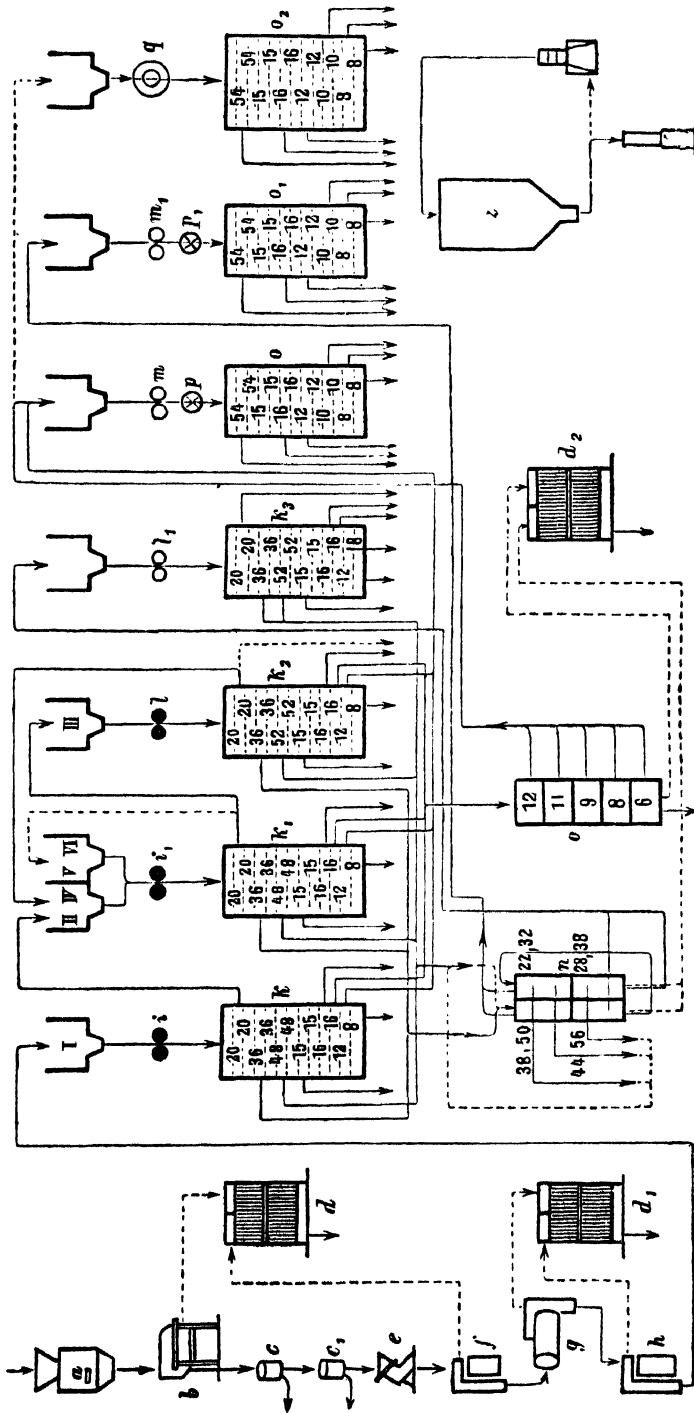 a
b
c
c₁
e
f
g
h
d
d₁
I
II IV V VI
III
i
i₁
l
l₁
m
p
m₁
p₁
q
k
20 20
36 36
48 48
15 15
16 16
12 8
k₁
20 20
36 36
48 48
15 15
16 16
12 8
k₂
20 20
36 36
52 52
15 15
16 16
12 8
k₃
20 20
36 36
52 52
15 15
16 16
12 8
o
54 54
15 15
16 16
12 12
10 10
8 8
o₁
54 54
15 15
16 16
12 12
10 10
8 8
o₂
54 54
15 15
16 16
12 12
10 10
8 8
38.50
44 56
22,32
n
28,38
12
11
9
8
6
d₂